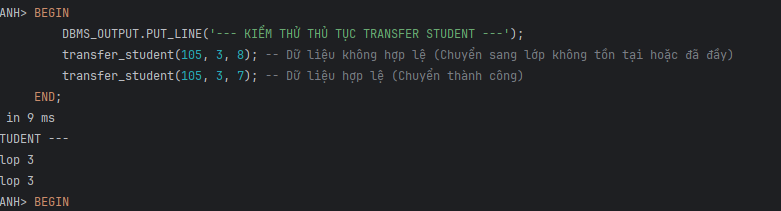 ANH> BEGIN
DBMS_OUTPUT.PUT_LINE('--- KIỂM THỬ THỦ TỤC TRANSFER STUDENT ---');
transfer_student(105, 3, 8); -- Dữ liệu không hợp lệ (Chuyển sang lớp không tồn tại hoặc đã đầy)
transfer_student(105, 3, 7); -- Dữ liệu hợp lệ (Chuyển thành công)
END;
in 9 ms
TUDENT ---
lop 3
lop 3
ANH> BEGIN